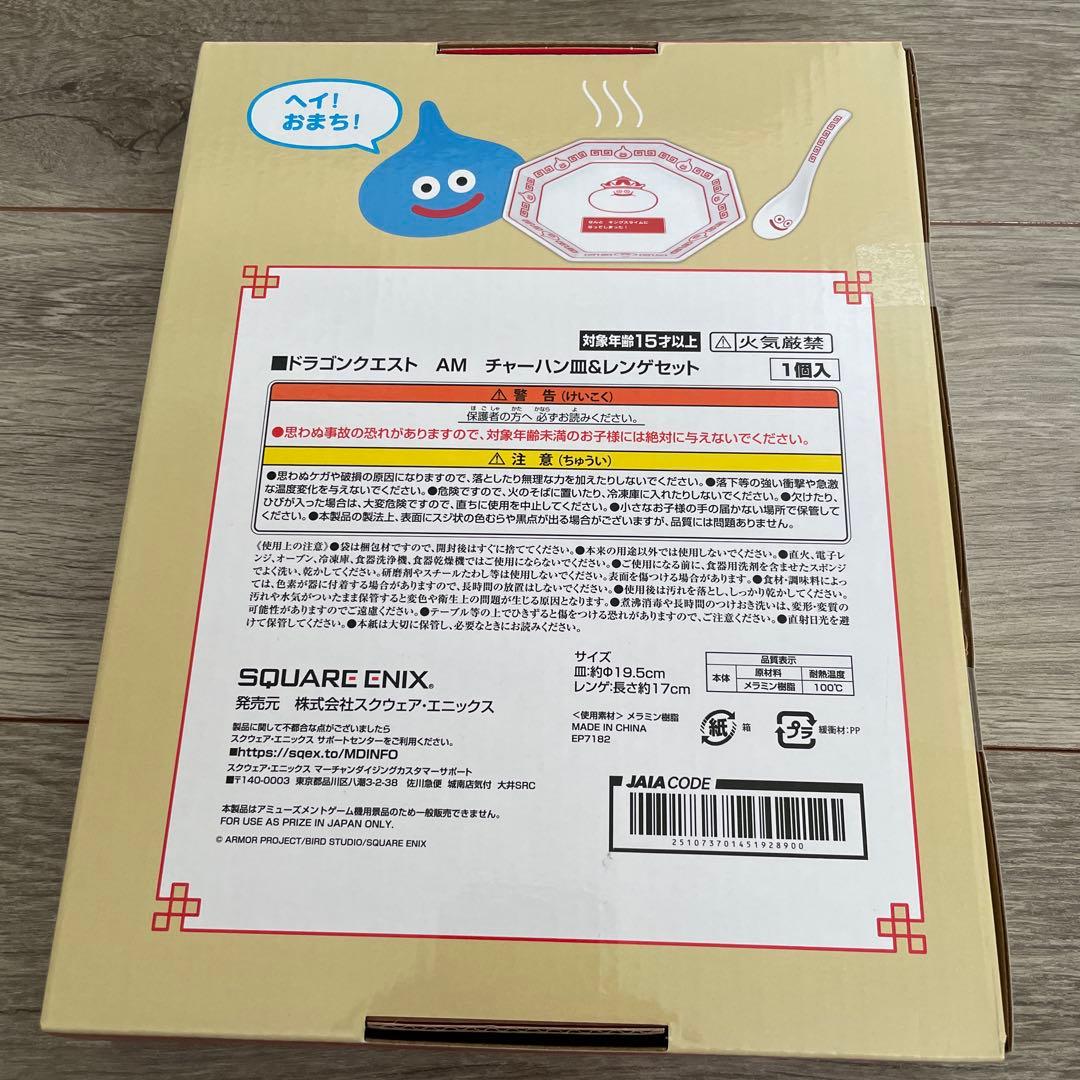 ヘイ!
おまち!
なんと キングスライムに
なってしまった!
対象年齢15才以上
⚠火気厳禁
■ドラゴンクエスト AM チャーハン皿&レンゲセット
1個入
⚠警 告(けいこく)
保護者の方へ 必ずお読みください。
●思わぬ事故の恐れがありますので、対象年齢未満のお子様には絶対に与えないでください。
⚠注 意(ちゅうい)
●思わぬケガや破損の原因になりますので、落としたり無理な力を加えたりしないでください。●落下等の強い衝撃や急激
な温度変化を与えないでください。●危険ですので、火のそばに置いたり、冷凍庫に入れたりしないでください。●欠けたり、
ひびが入った場合は、大変危険ですので、直ちに使用を中止してください。●小さなお子様の手の届かない場所で保管して
ください。●本製品の製法上、表面にスジ状の色むらや黒点が出る場合がございますが、品質には問題ありません。
《使用上の注意》●袋は梱包材ですので、開封後はすぐに捨ててください。●本来の用途以外では使用しないでください。●直火、電子レ
ンジ、オーブン、冷凍庫、食器洗浄機、食器乾燥機ではご使用にならないでください。●ご使用になる前に、食器用洗剤を含ませたスポンジ
でよく洗い、乾かしてください。研磨剤やスチールたわし等は使用しないでください。表面を傷つける場合があります。●食材・調味料によっ
ては、色素が器に付着する場合がありますので、長時間の放置はしないでください。●使用後は汚れを落とし、しっかり乾かしてください。
汚れや水気がついたまま保管すると変色や衛生上の問題が生じる原因となります。●煮沸消毒や長時間のつけおき洗いは、変形・変質の
可能性がありますのでご遠慮ください。●テーブル等の上でひきずると傷をつける恐れがありますので、ご注意ください。●直射日光を避
けて保管してください。●本紙は大切に保管し、必要なときにお読みください。
SQUARE ENIX®
発売元 株式会社スクウェア・エニックス
製品に関して不都合な点がございましたら
スクウェア・エニックス サポートセンターをご利用ください。
■https://sqex.to/MDINFO
スクウェア・エニックス マーチャンダイジングカスタマーサポート
■〒140-0003 東京都品川区八潮3-2-38 佐川急便 城南店気付 大井SRC
本製品はアミューズメントゲーム機用景品のため一般販売できません。
FOR USE AS PRIZE IN JAPAN ONLY.
© ARMOR PROJECT/BIRD STUDIO/SQUARE ENIX
サイズ
皿:約Φ19.5cm
レンゲ:長さ約17cm
品質表示
本体 原材料 耐熱温度
メラミン樹脂 100℃
<使用素材> メラミン樹脂
MADE IN CHINA
EP7182
紙 箱
プラ 緩衝材:PP
JAIA CODE
251073701451928900